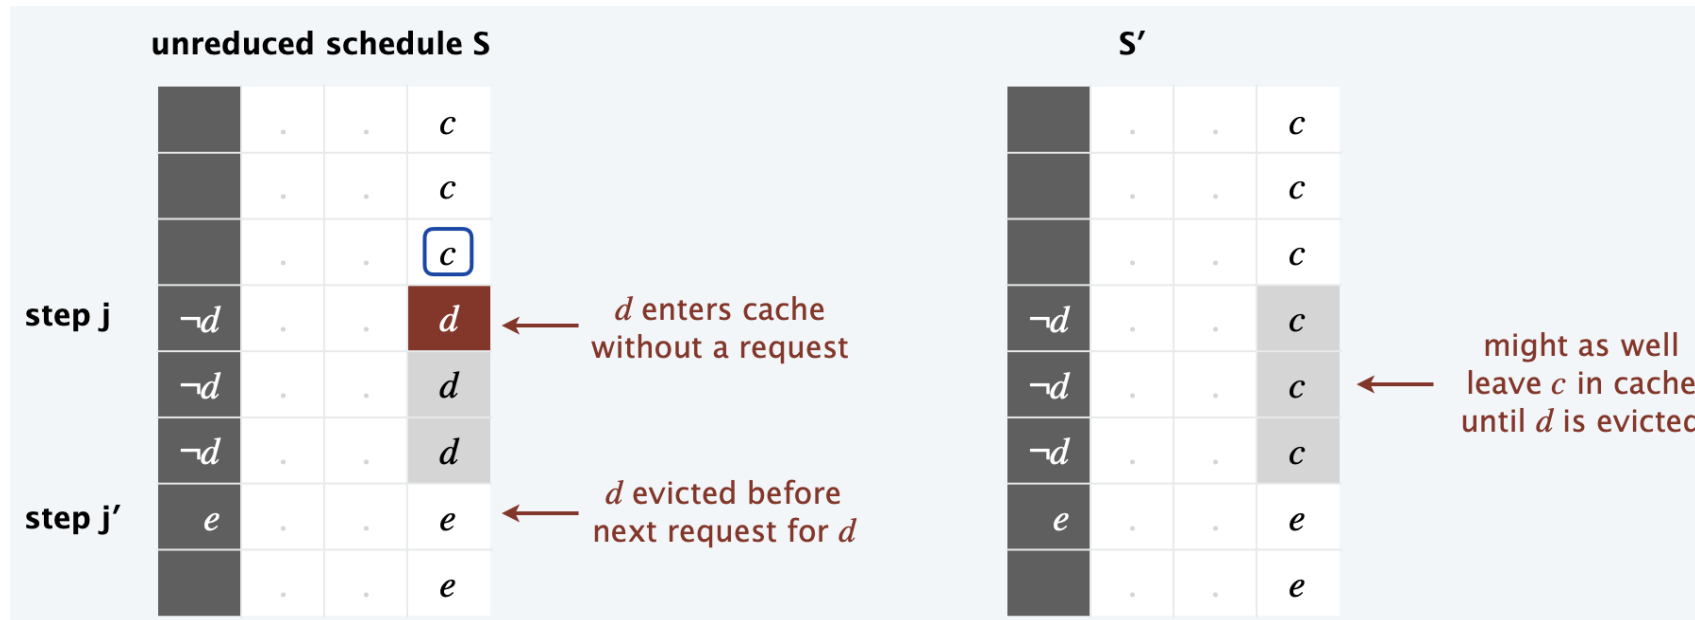 unreduced schedule S
S′
. . c
. . c
. . c
. . c
. . c
. . c
step j
¬d . . d
d enters cache
without a request
¬d . . c
¬d . . d
¬d . . c
might as well
leave c in cache
until d is evicted
¬d . . d
¬d . . c
step j′
e . . e
d evicted before
next request for d
e . . e
. . e
. . e